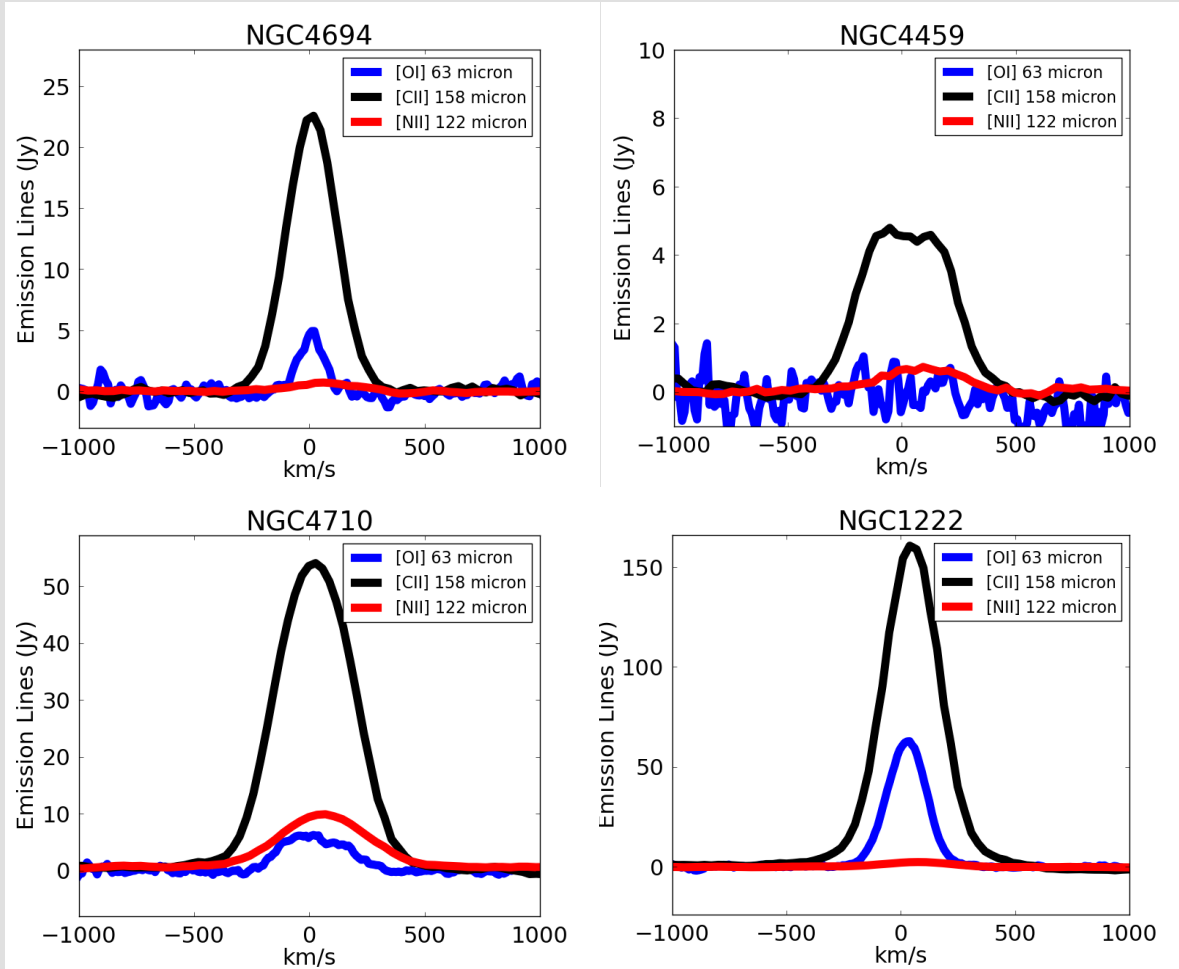 NGC4694
[OI] 63 micron
[CII] 158 micron
[NII] 122 micron
Emission Lines (Jy)
25
20
15
10
5
0
−1000 −500 0 500 1000
km/s
NGC4459
[OI] 63 micron
[CII] 158 micron
[NII] 122 micron
Emission Lines (Jy)
10
8
6
4
2
0
−1000 −500 0 500 1000
km/s
NGC4710
[OI] 63 micron
[CII] 158 micron
[NII] 122 micron
Emission Lines (Jy)
50
40
30
20
10
0
−1000 −500 0 500 1000
km/s
NGC1222
[OI] 63 micron
[CII] 158 micron
[NII] 122 micron
Emission Lines (Jy)
150
100
50
0
−1000 −500 0 500 1000
km/s